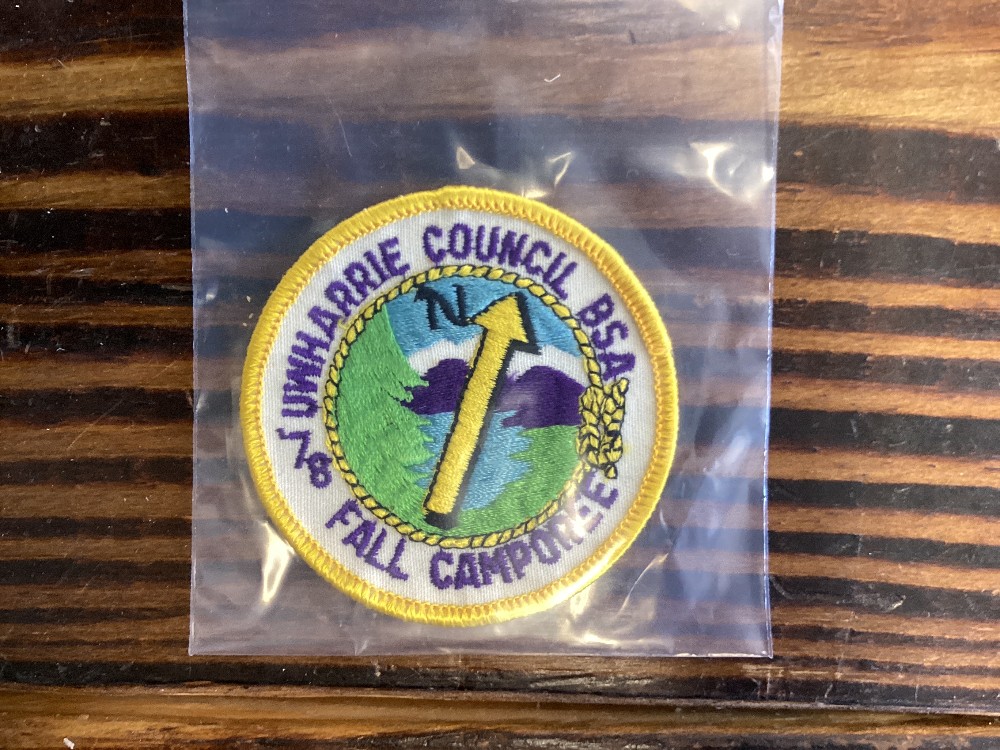 UWHARRIE COUNCIL BSA
'78
FALL CAMPOREE
N